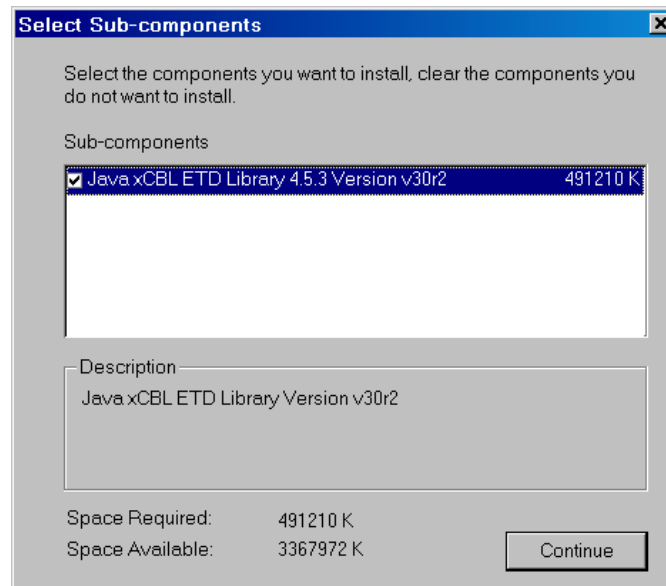 Select Sub-components
Select the components you want to install, clear the components you
do not want to install.
Sub-components
Java xCBL ETD Library 4.5.3 Version v30r2 491210 K
Description
Java xCBL ETD Library Version v30r2
Space Required: 491210 K
Space Available: 3367972 K
Continue